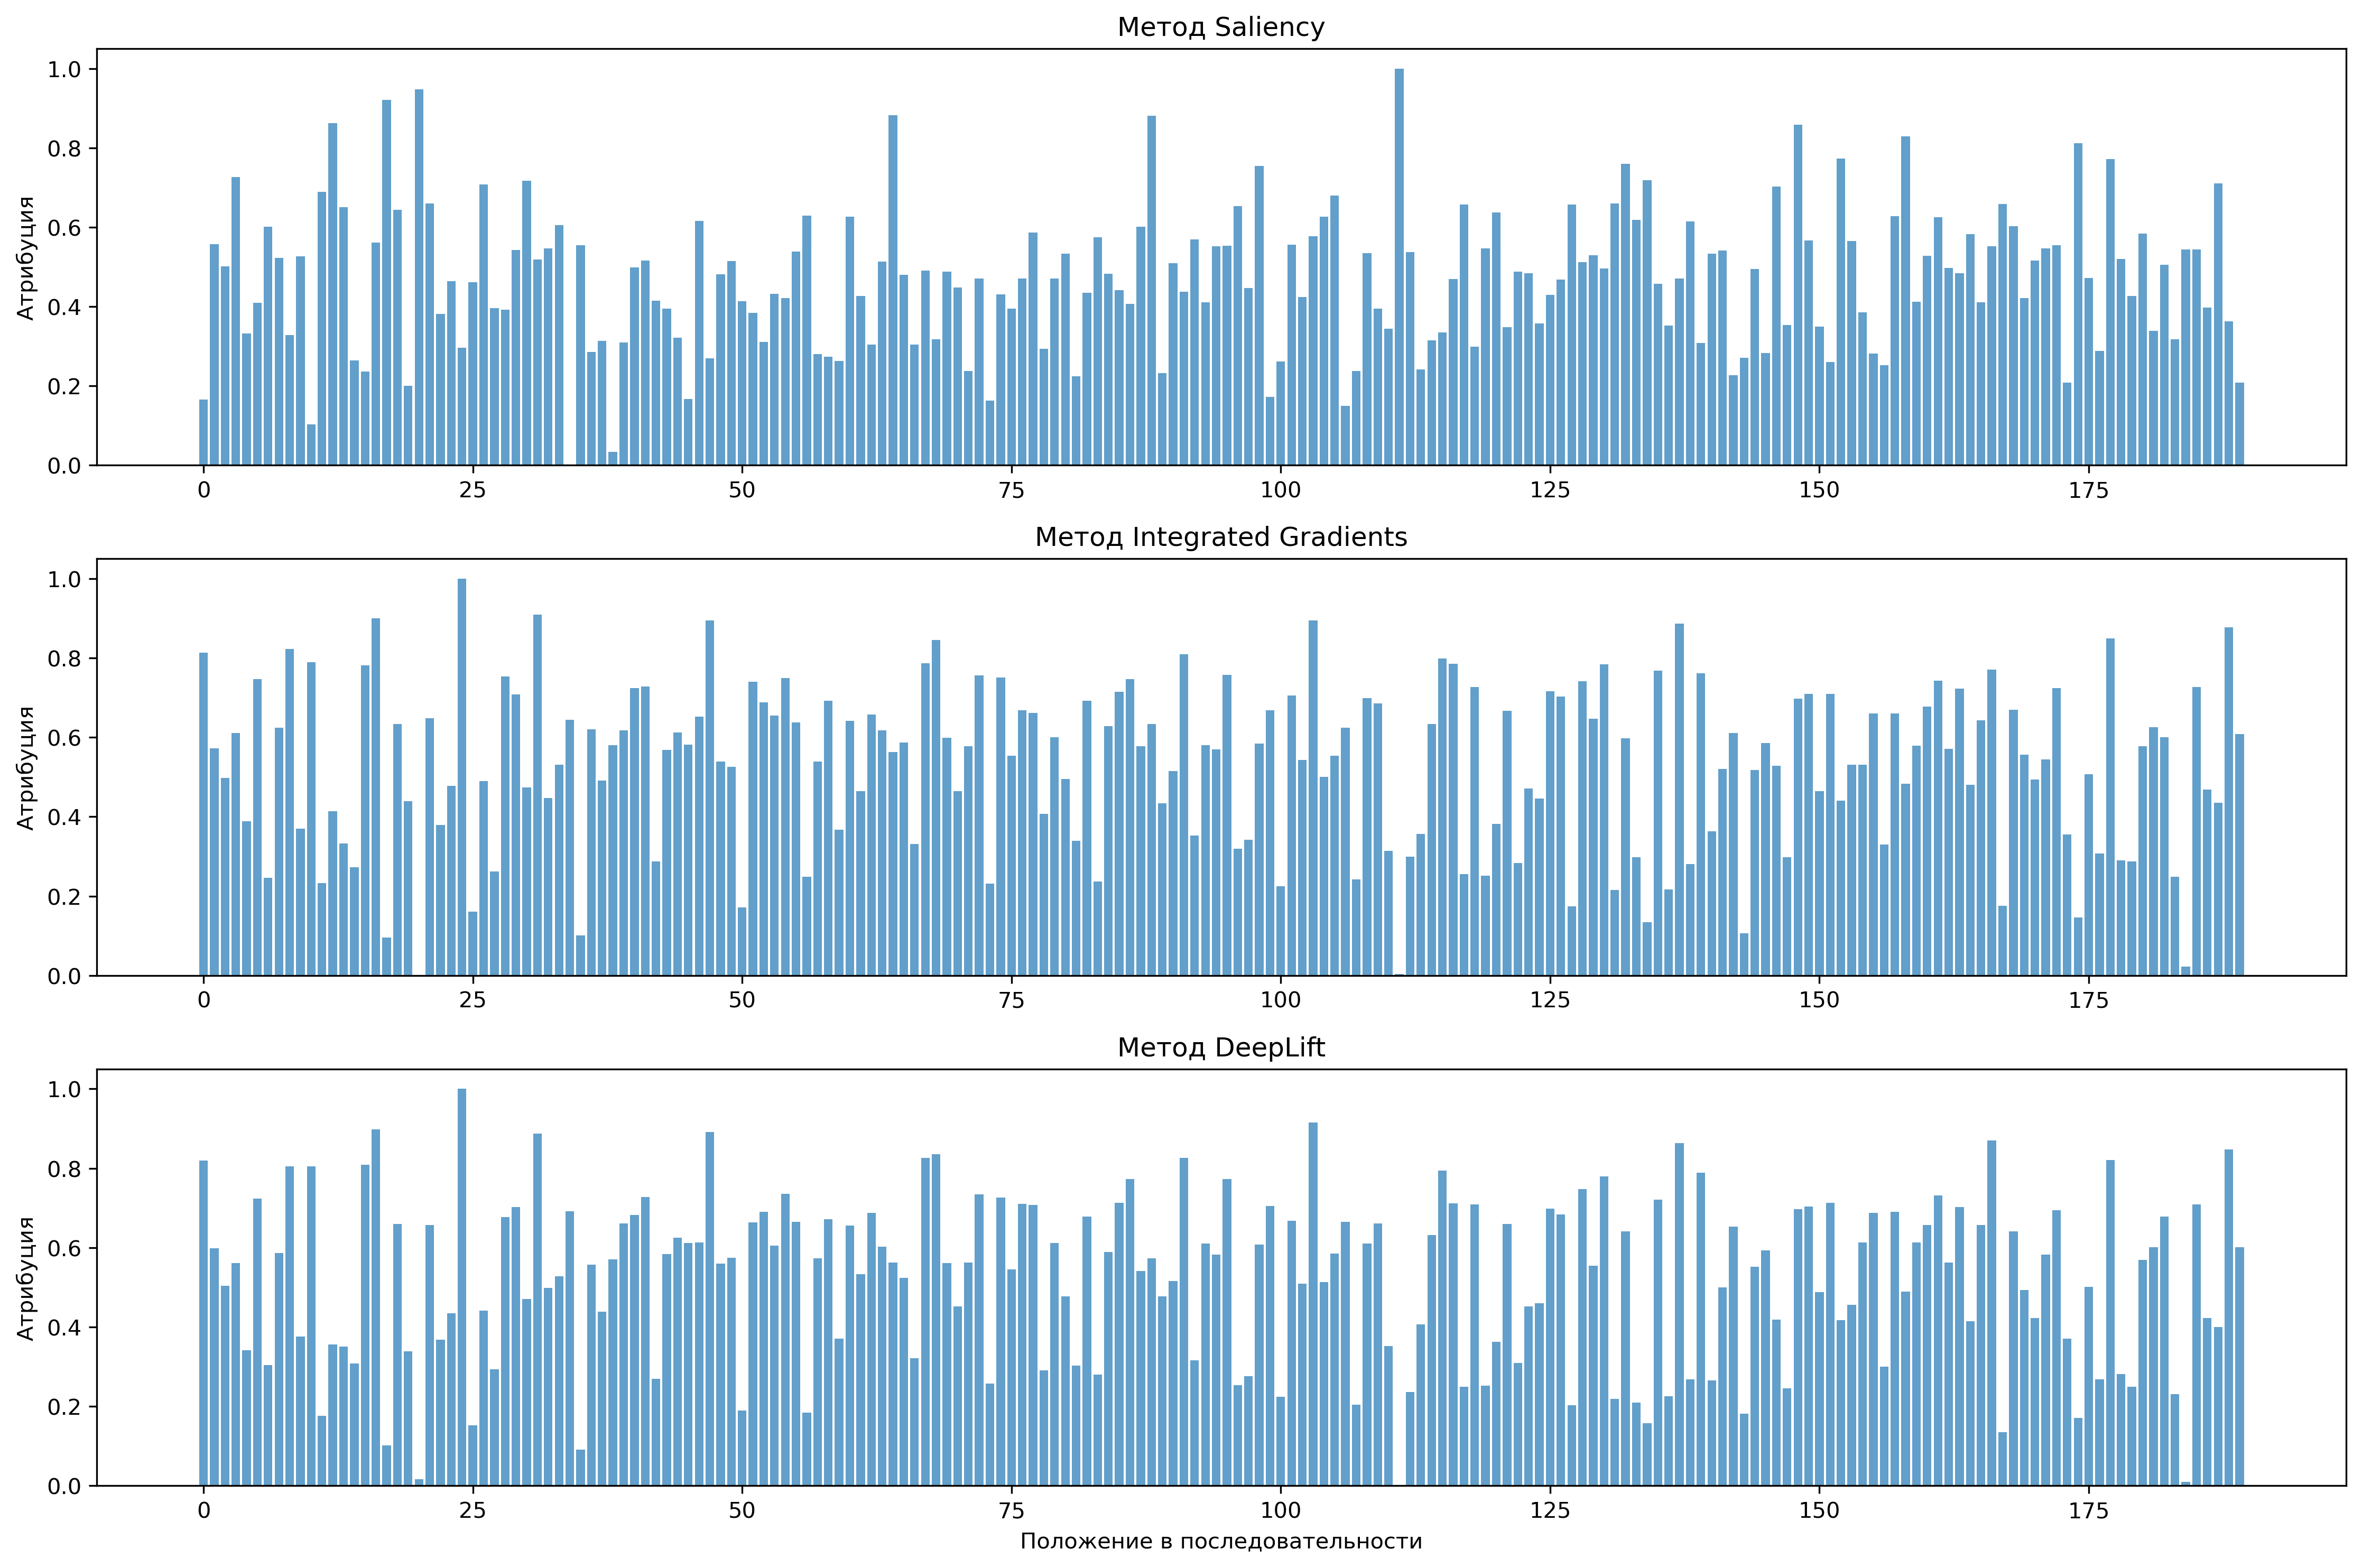 Метод Saliency
Атрибуция
1.0
0.8
0.6
0.4
0.2
0.0
0 25 50 75 100 125 150 175
Метод Integrated Gradients
Атрибуция
1.0
0.8
0.6
0.4
0.2
0.0
0 25 50 75 100 125 150 175
Метод DeepLift
Атрибуция
1.0
0.8
0.6
0.4
0.2
0.0
0 25 50 75 100 125 150 175
Положение в последовательности